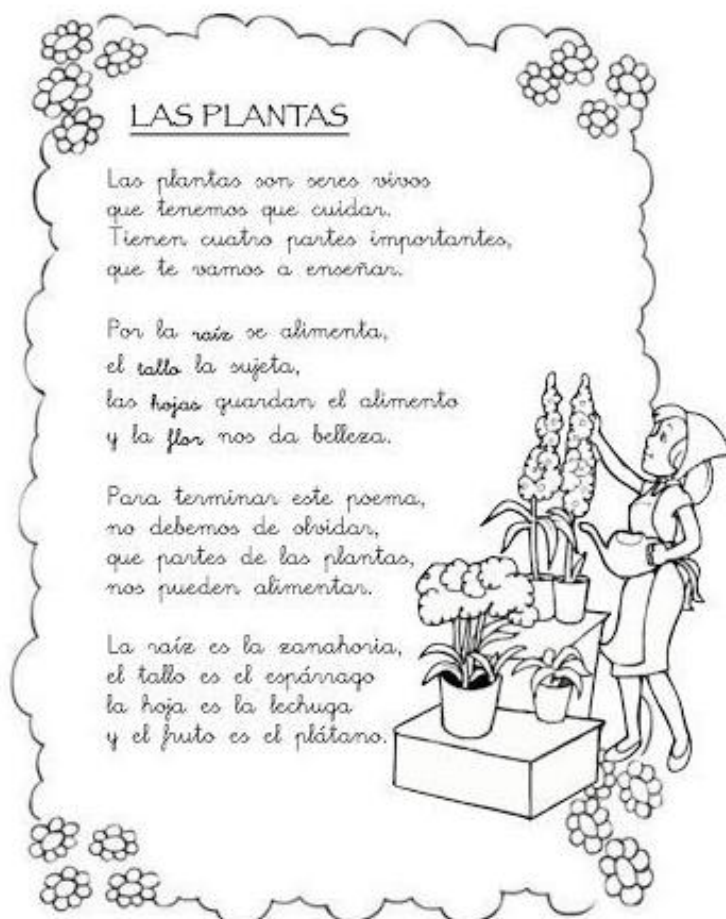 LAS PLANTAS
Las plantas son seres vivos
que tenemos que cuidar.
Tienen cuatro partes importantes,
que te vamos a enseñar.
Por la raíz se alimenta,
el tallo la sujeta,
las hojas guardan el alimento
y la flor nos da belleza.
Para terminar este poema,
no debemos de olvidar,
que partes de las plantas,
nos pueden alimentar.
La raíz es la zanahoria,
el tallo es el espárrago
la hoja es la lechuga
y el fruto es el plátano.